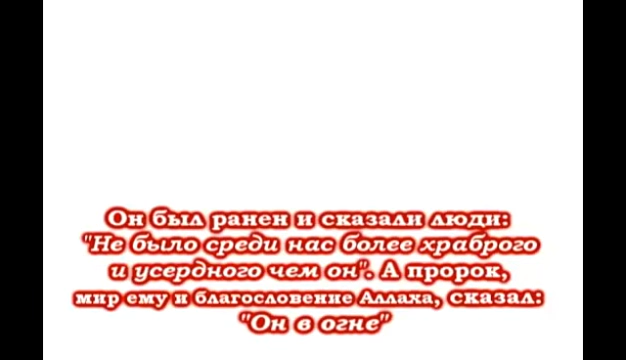 Он был ранен и сказали люди:
"Не было среди нас более храброго
и усердного чем он". А пророк,
мир ему и благословение Аллаха, сказал:
"Он в огне"